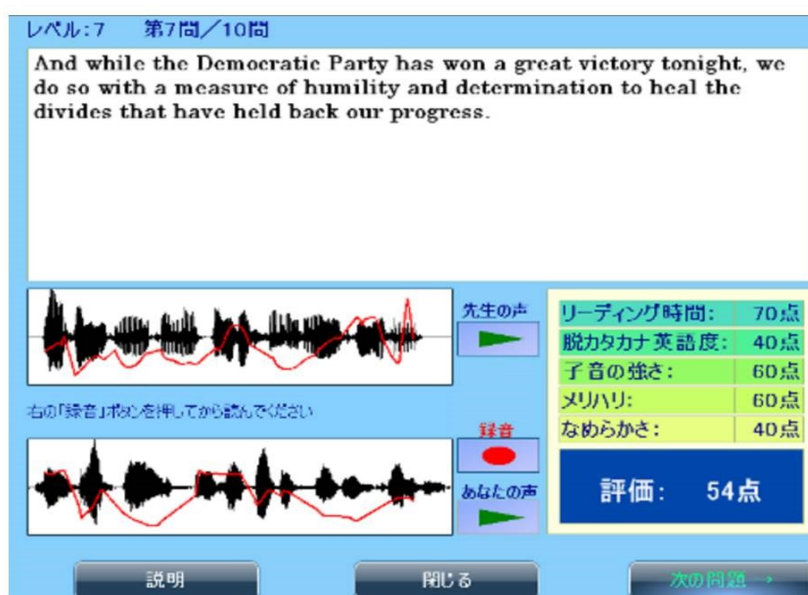 レベル:7 第7問/10問
And while the Democratic Party has won a great victory tonight, we
do so with a measure of humility and determination to heal the
divides that have held back our progress.
先生の声
リーディング時間: 70点
脱カタカナ英語度: 40点
子音の強さ: 60点
メリハリ: 60点
なめらかさ: 40点
右の「録音」ボタンを押してから読んでください
録音
あなたの声
評価: 54点
説明
閉じる
次の問題 →